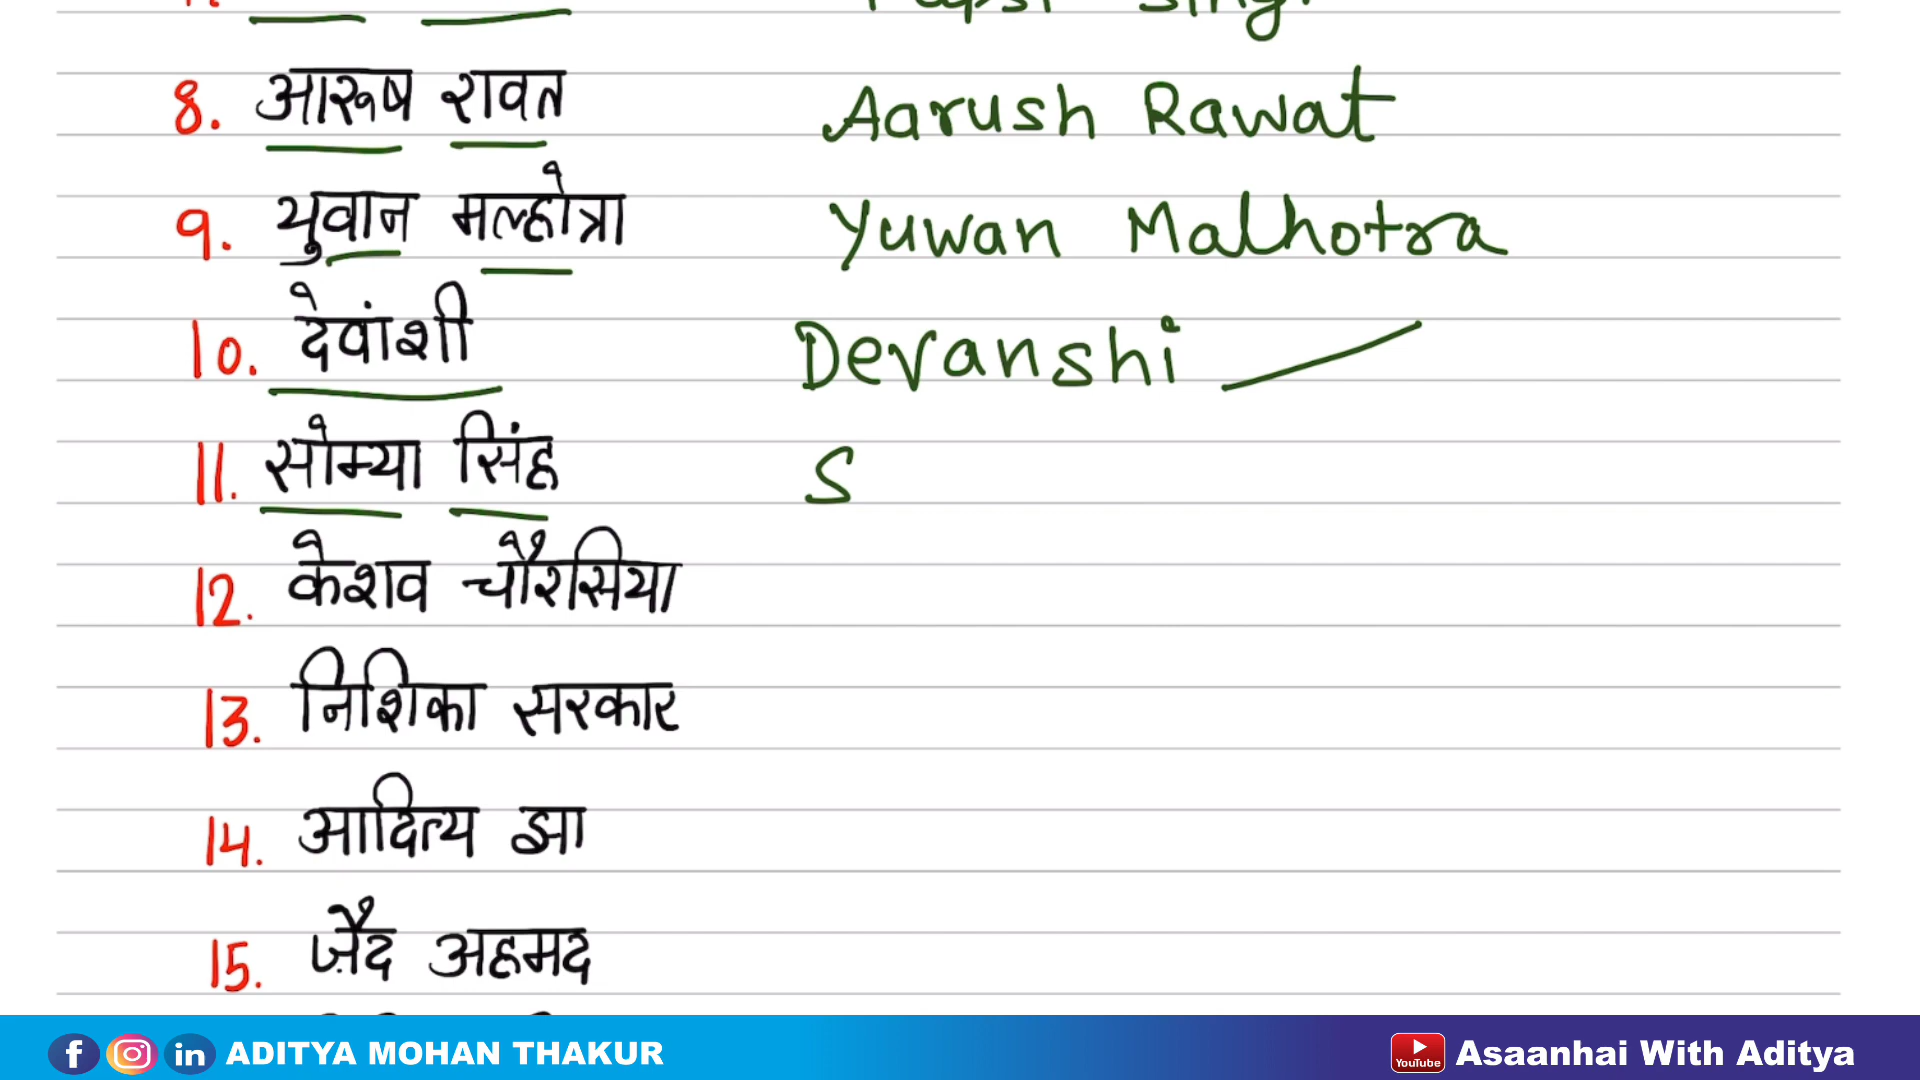 8. आरूष रावत Aarush Rawat
9. युवान मल्होत्रा Yuwan Malhotra
10. देवांशी Devanshi
11. सोम्या सिंह S
12. केशव चौरसिया
13. निशिका सरकार
14. आदित्य झा
15. ज़ैद अहमद
ADITYA MOHAN THAKUR YouTube Asaanhai With Aditya